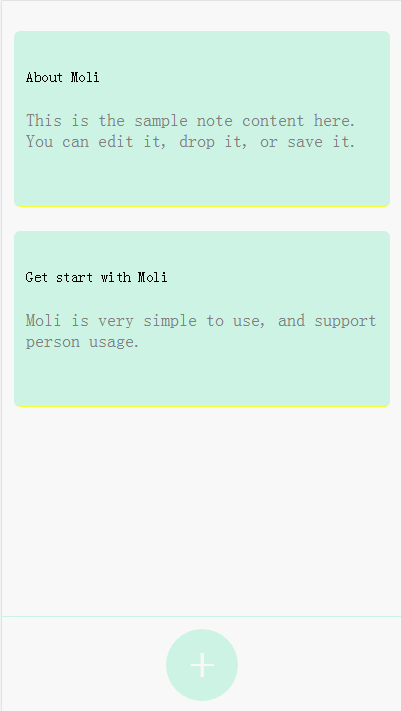 About Moli
This is the sample note content here.
You can edit it, drop it, or save it.
Get start with Moli
Moli is very simple to use, and support
person usage.
+